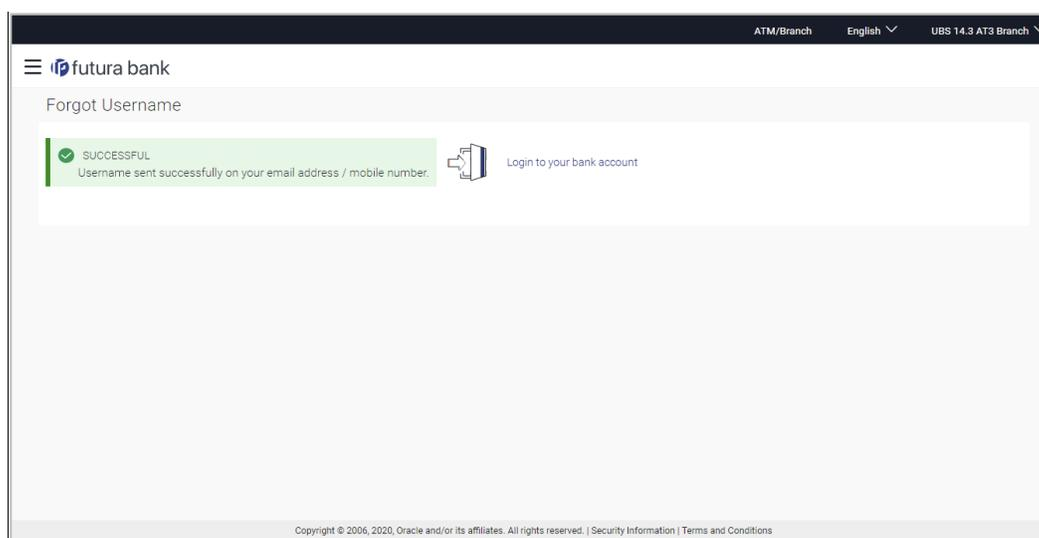 ATM/Branch English UBS 14.3 AT3 Branch
futura bank
Forgot Username
SUCCESSFUL
Username sent successfully on your email address / mobile number.
Login to your bank account
Copyright © 2006, 2020, Oracle and/or its affiliates. All rights reserved. | Security Information | Terms and Conditions